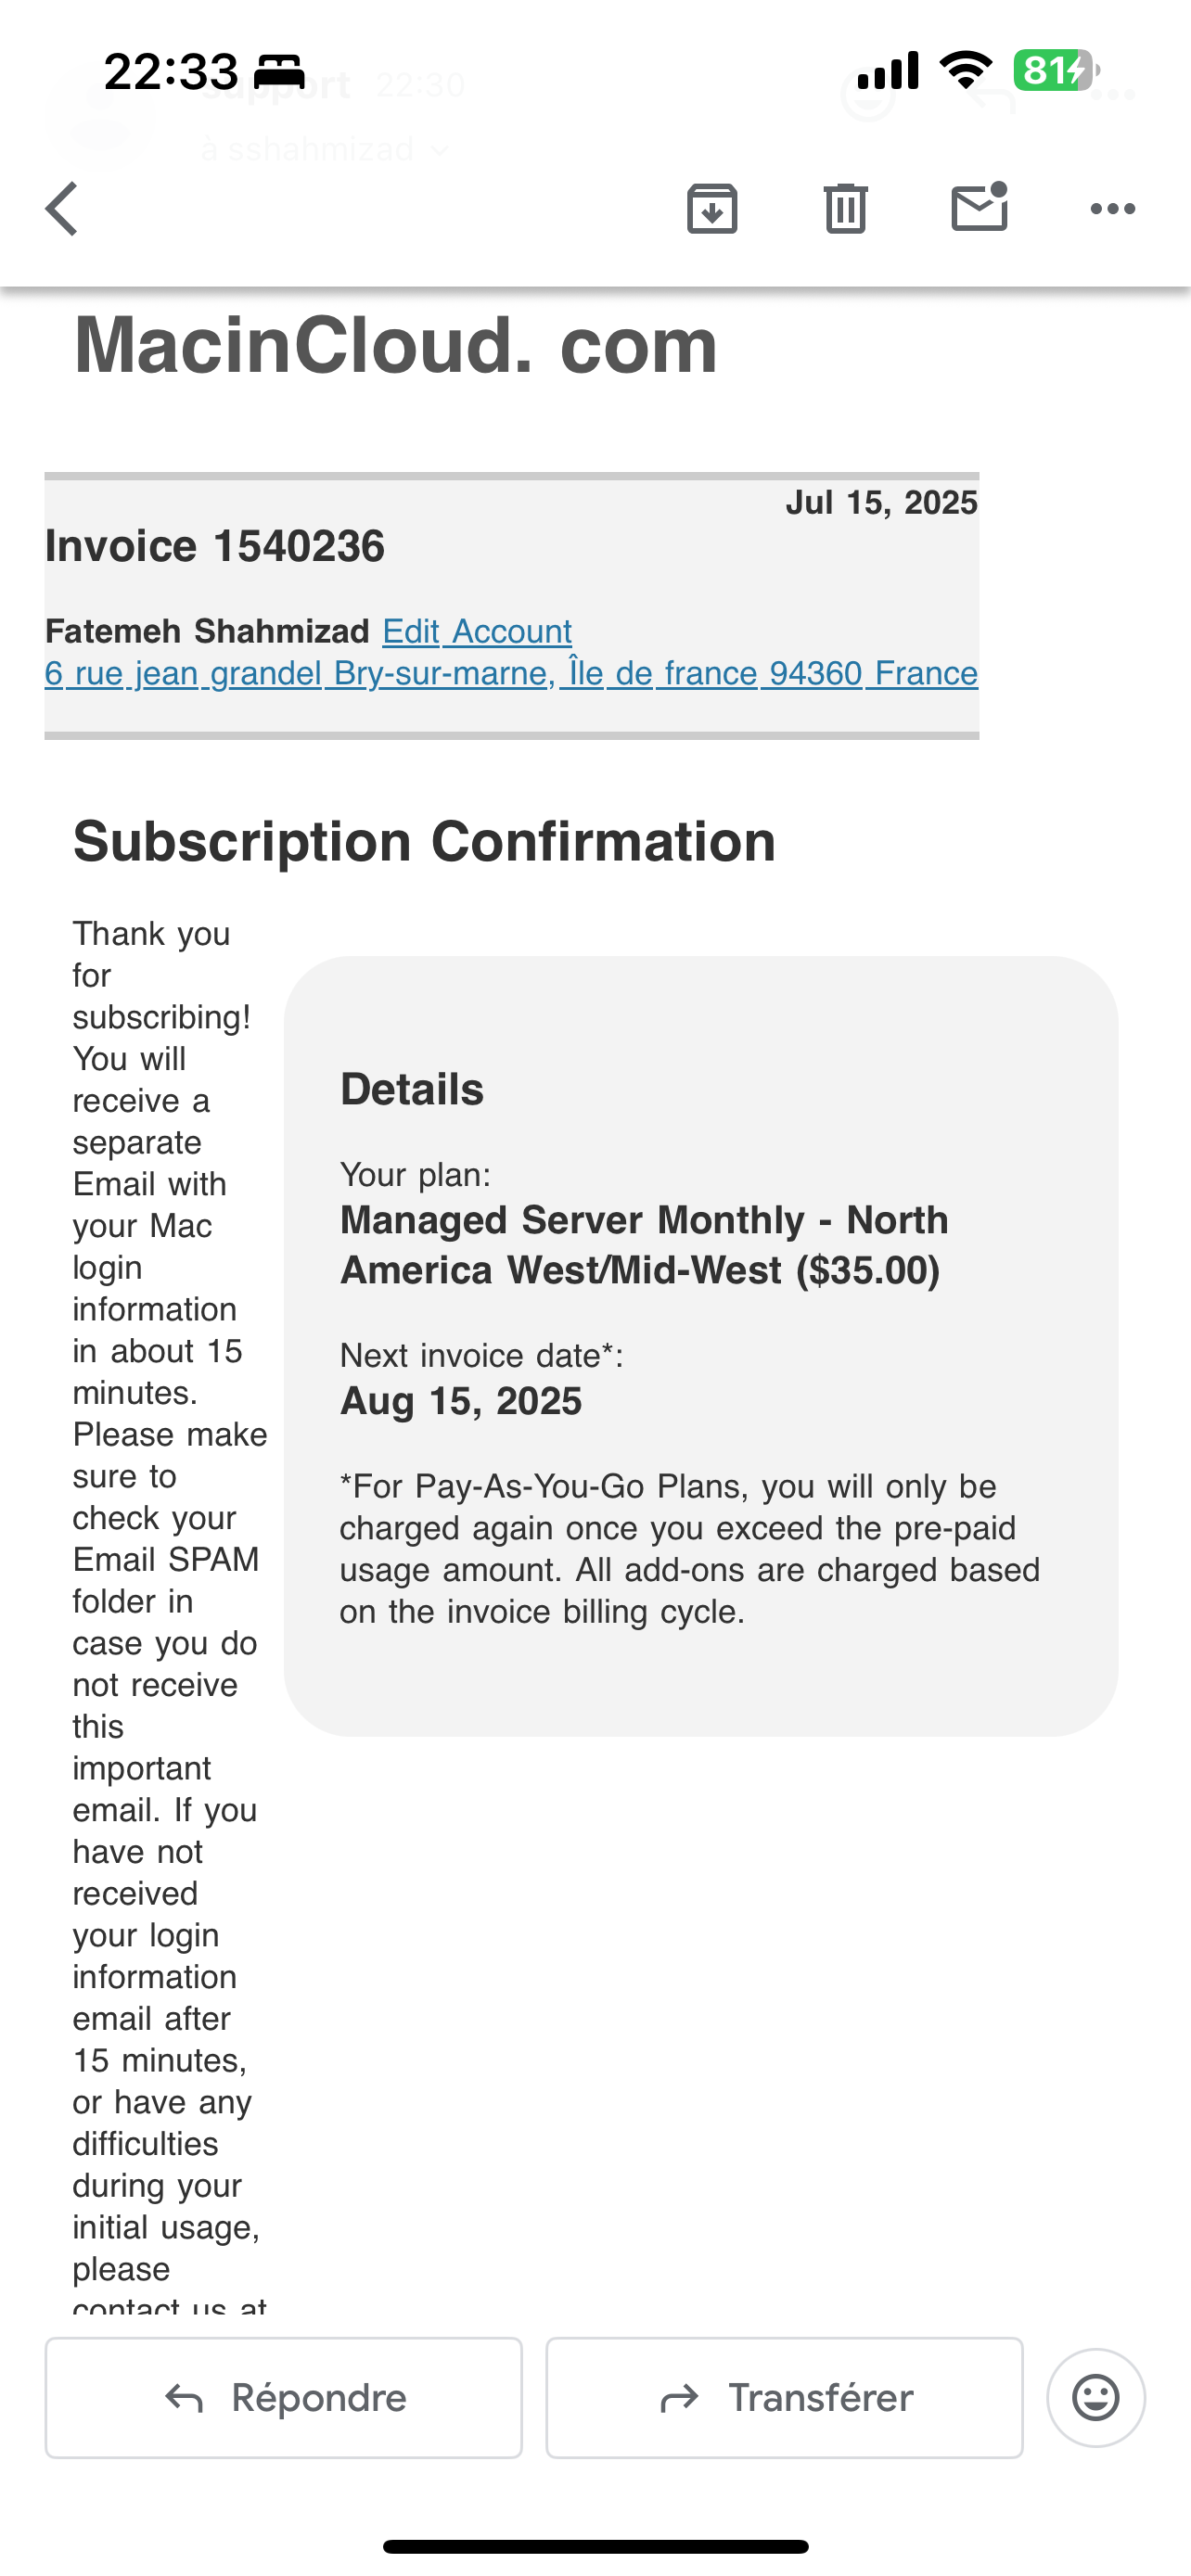 22:33
81
Support 22:30
à sshahmizad
MacinCloud. com
Jul 15, 2025
Invoice 1540236
Fatemeh Shahmizad Edit Account
6 rue jean grandel Bry-sur-marne, Île de france 94360 France
Subscription Confirmation
Thank you
for
subscribing!
You will
receive a
separate
Email with
your Mac
login
information
in about 15
minutes.
Please make
sure to
check your
Email SPAM
folder in
case you do
not receive
this
important
email. If you
have not
received
your login
information
email after
15 minutes,
or have any
difficulties
during your
initial usage,
please
contact us at
Details
Your plan:
Managed Server Monthly - North
America West/Mid-West ($35.00)
Next invoice date*:
Aug 15, 2025
*For Pay-As-You-Go Plans, you will only be
charged again once you exceed the pre-paid
usage amount. All add-ons are charged based
on the invoice billing cycle.
Répondre
Transférer